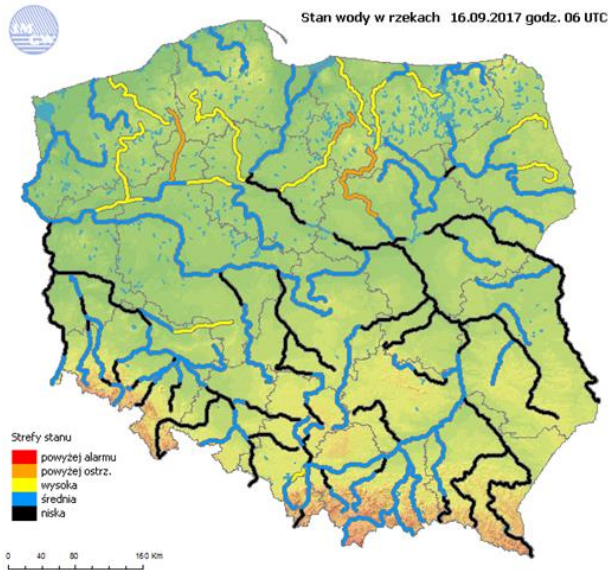 Stan wody w rzekach 16.09.2017 godz. 06 UTC
Strefy stanu
powyżej alarmu
powyżej ostrz.
wysoka
średnia
niska
0 40 80 160 Km